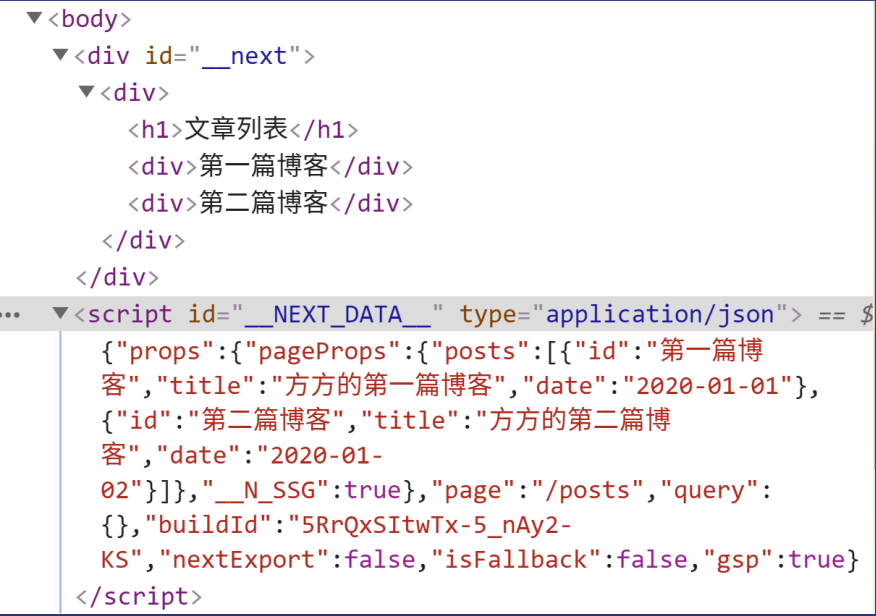 ▼<body>
▼<div id="__next">
▼<div>
<h1>文章列表</h1>
<div>第一篇博客</div>
<div>第二篇博客</div>
</div>
</div>
••• ▼<script id="__NEXT_DATA__" type="application/json"> == $
{"props":{"pageProps":{"posts":[{"id":"第一篇博
客","title":"方方的第一篇博客","date":"2020-01-01"},
{"id":"第二篇博客","title":"方方的第二篇博
客","date":"2020-01-
02"}]},"__N_SSG":true},"page":"/posts","query":
{},"buildId":"5RrQxSItwTx-5_nAy2-
KS","nextExport":false,"isFallback":false,"gsp":true}
</script>